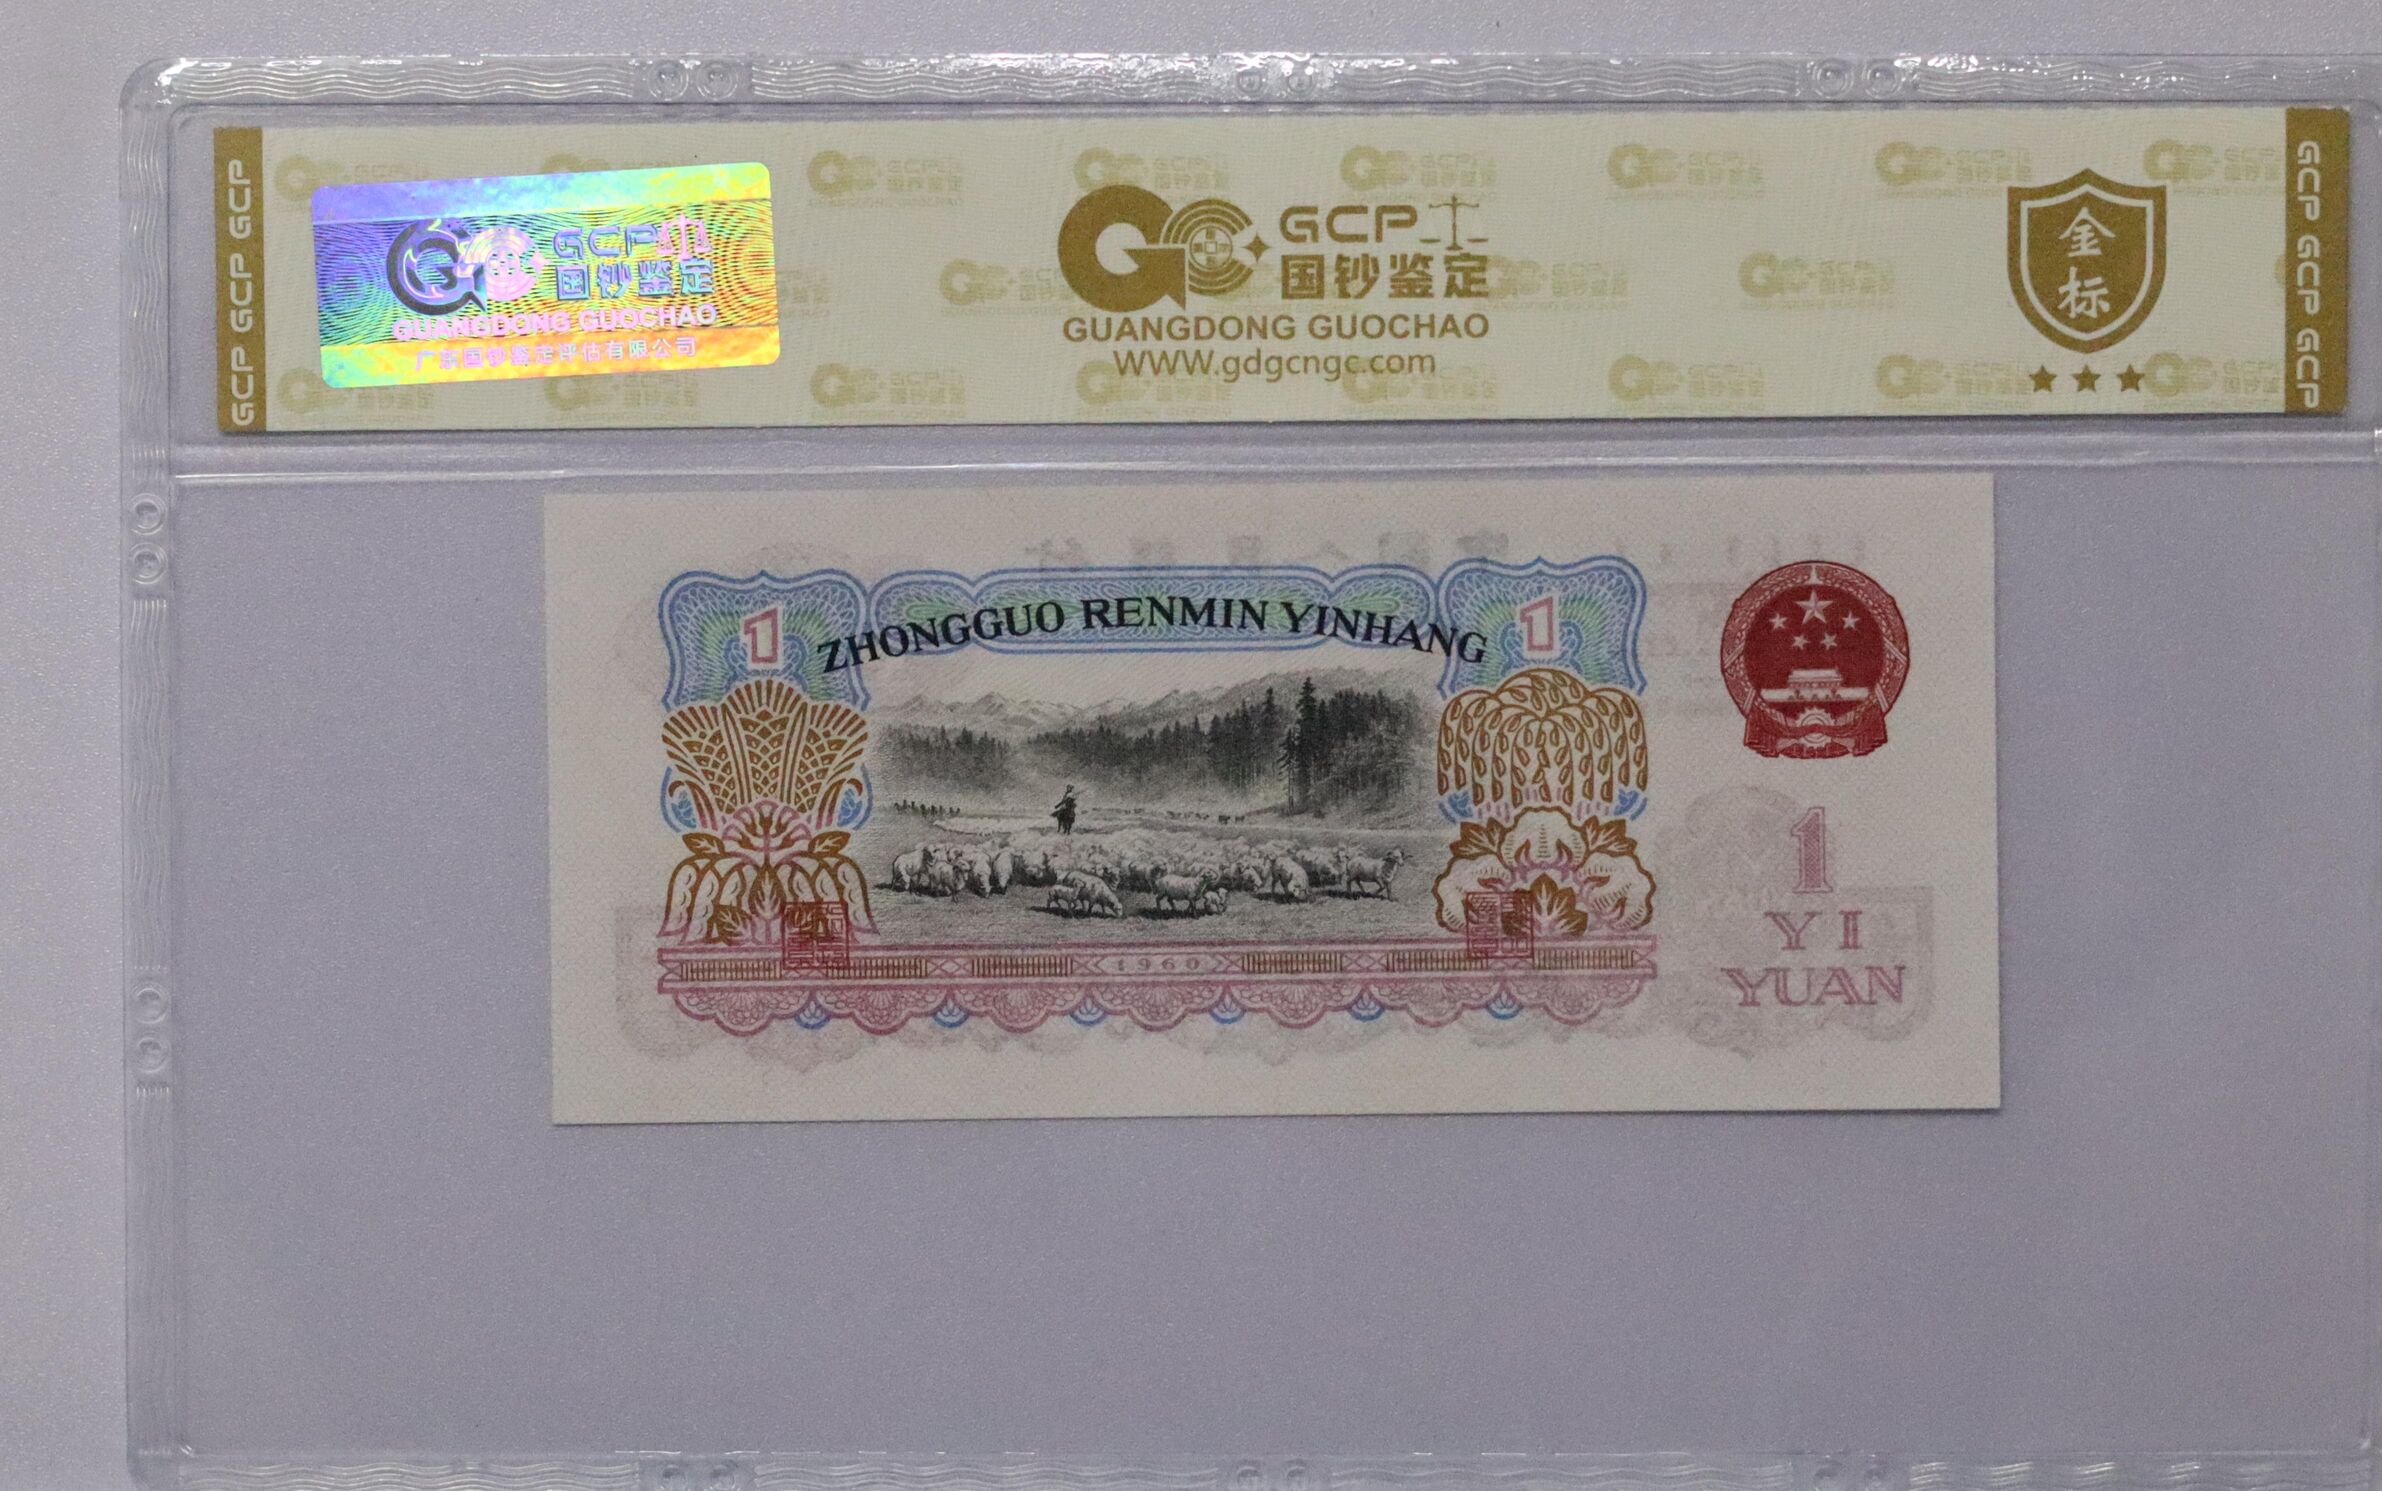 GCP GCP GCP
GCP
国钞鉴定
GUANGDONG GUOCHAO
广东国钞鉴定评估有限公司
GCP
国钞鉴定
GUANGDONG GUOCHAO
WWW.gdgcngc.com
金
标
GCP GCP GCP
1
ZHONGGUO RENMIN YINHANG
1
1
YI
YUAN
1960